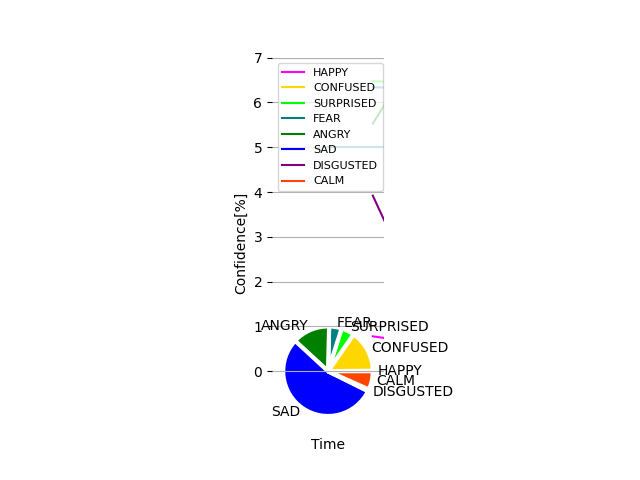 7
6
5
4
3
2
1
0
Confidence[%]
HAPPY
CONFUSED
SURPRISED
FEAR
ANGRY
SAD
DISGUSTED
CALM
ANGRY
FEAR
SURPRISED
CONFUSED
HAPPY
CALM
DISGUSTED
SAD
Time